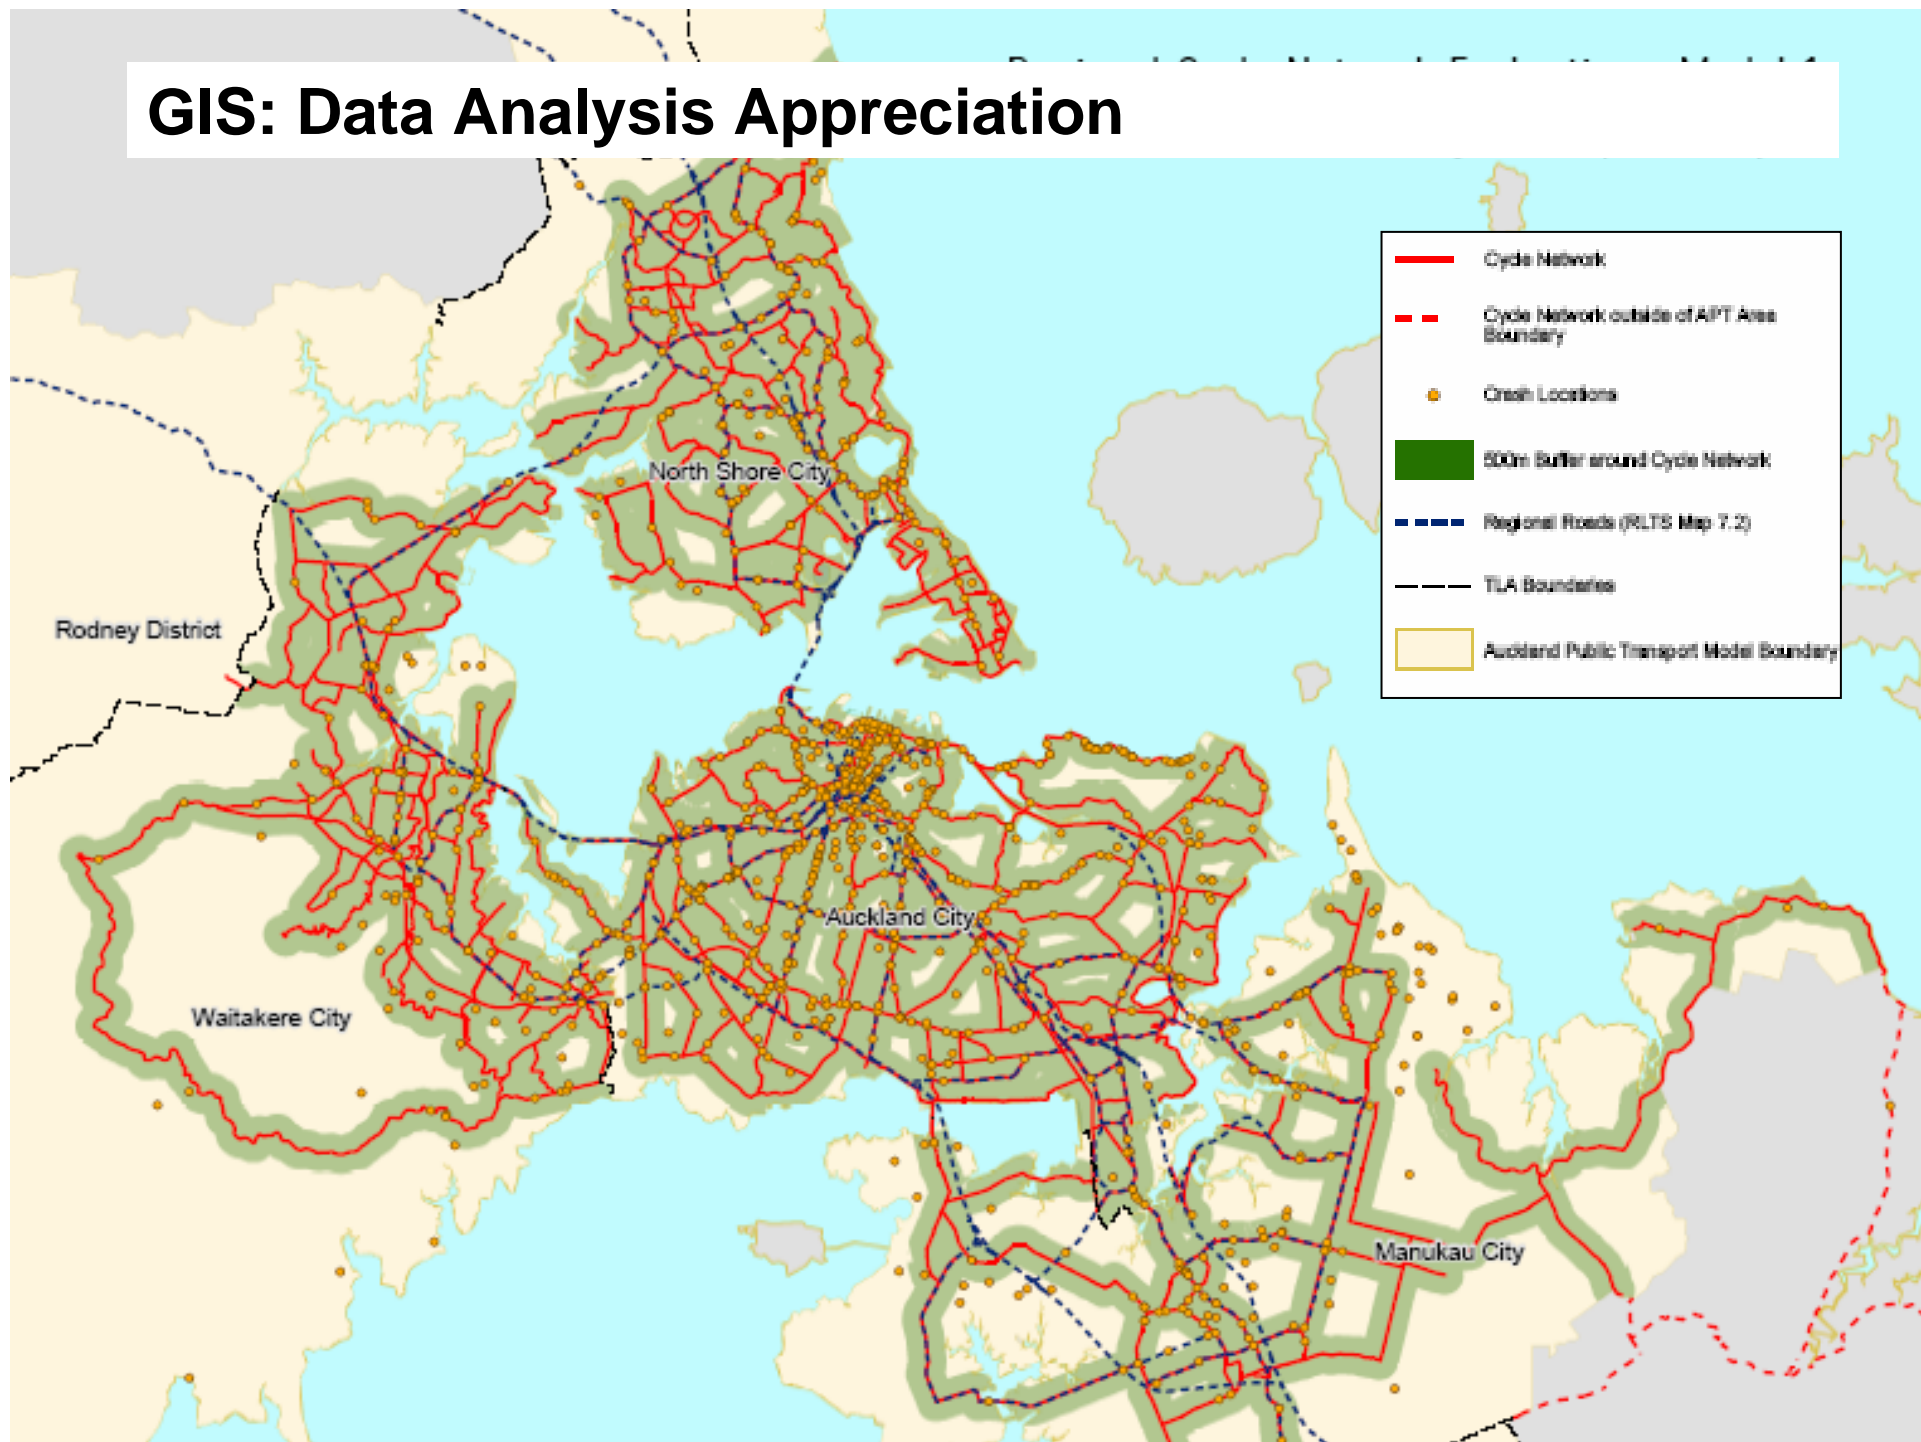 GIS: Data Analysis Appreciation
Cycle Network
Cycle Network outside of APT Area
Boundary
Crash Locations
500m Buffer around Cycle Network
Regional Roads (RLTS Map 7.2)
TLA Boundaries
Auckland Public Transport Model Boundary
North Shore City
Rodney District
Auckland City
Waitakere City
Manukau City